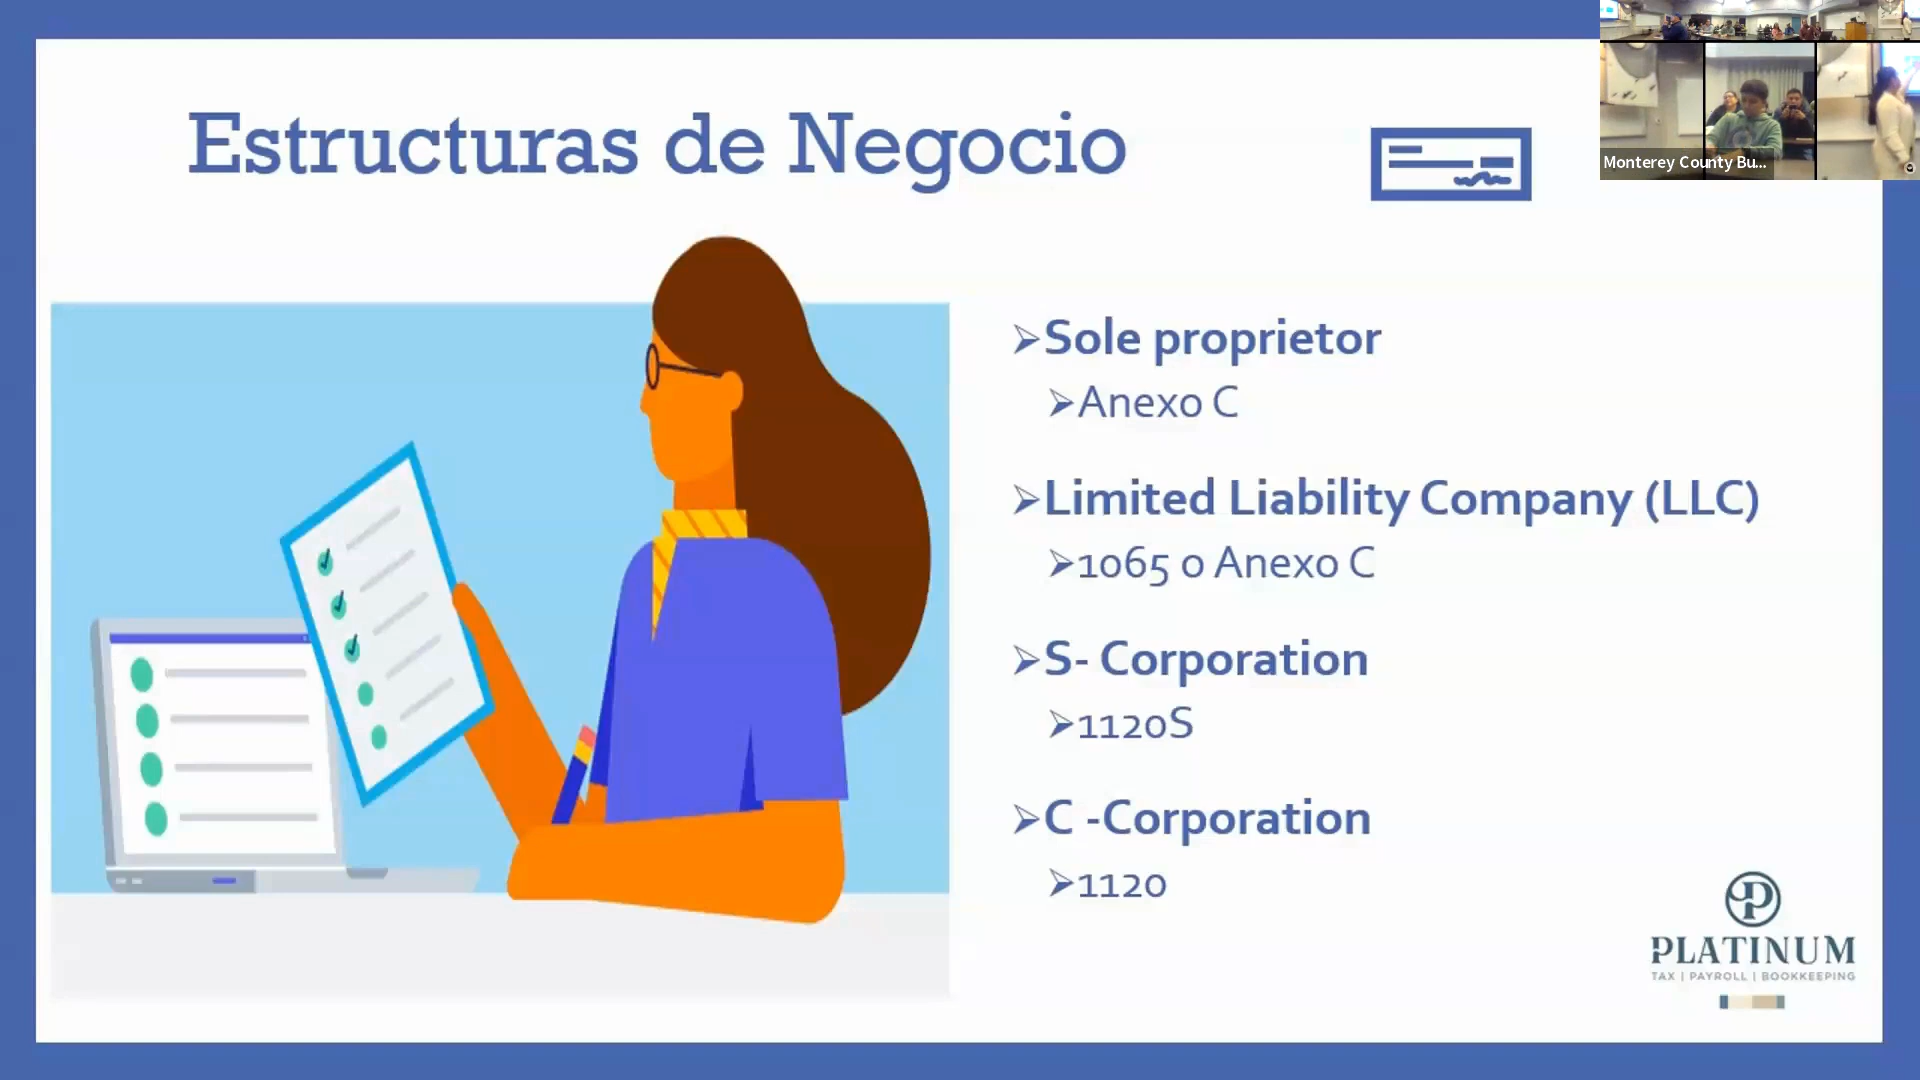 Estructuras de Negocio
Monterey County Bu...
➢Sole proprietor
➢Anexo C
➢Limited Liability Company (LLC)
➢1065 o Anexo C
➢S- Corporation
➢1120S
➢C -Corporation
➢1120
P
PLATINUM
TAX | PAYROLL | BOOKKEEPING